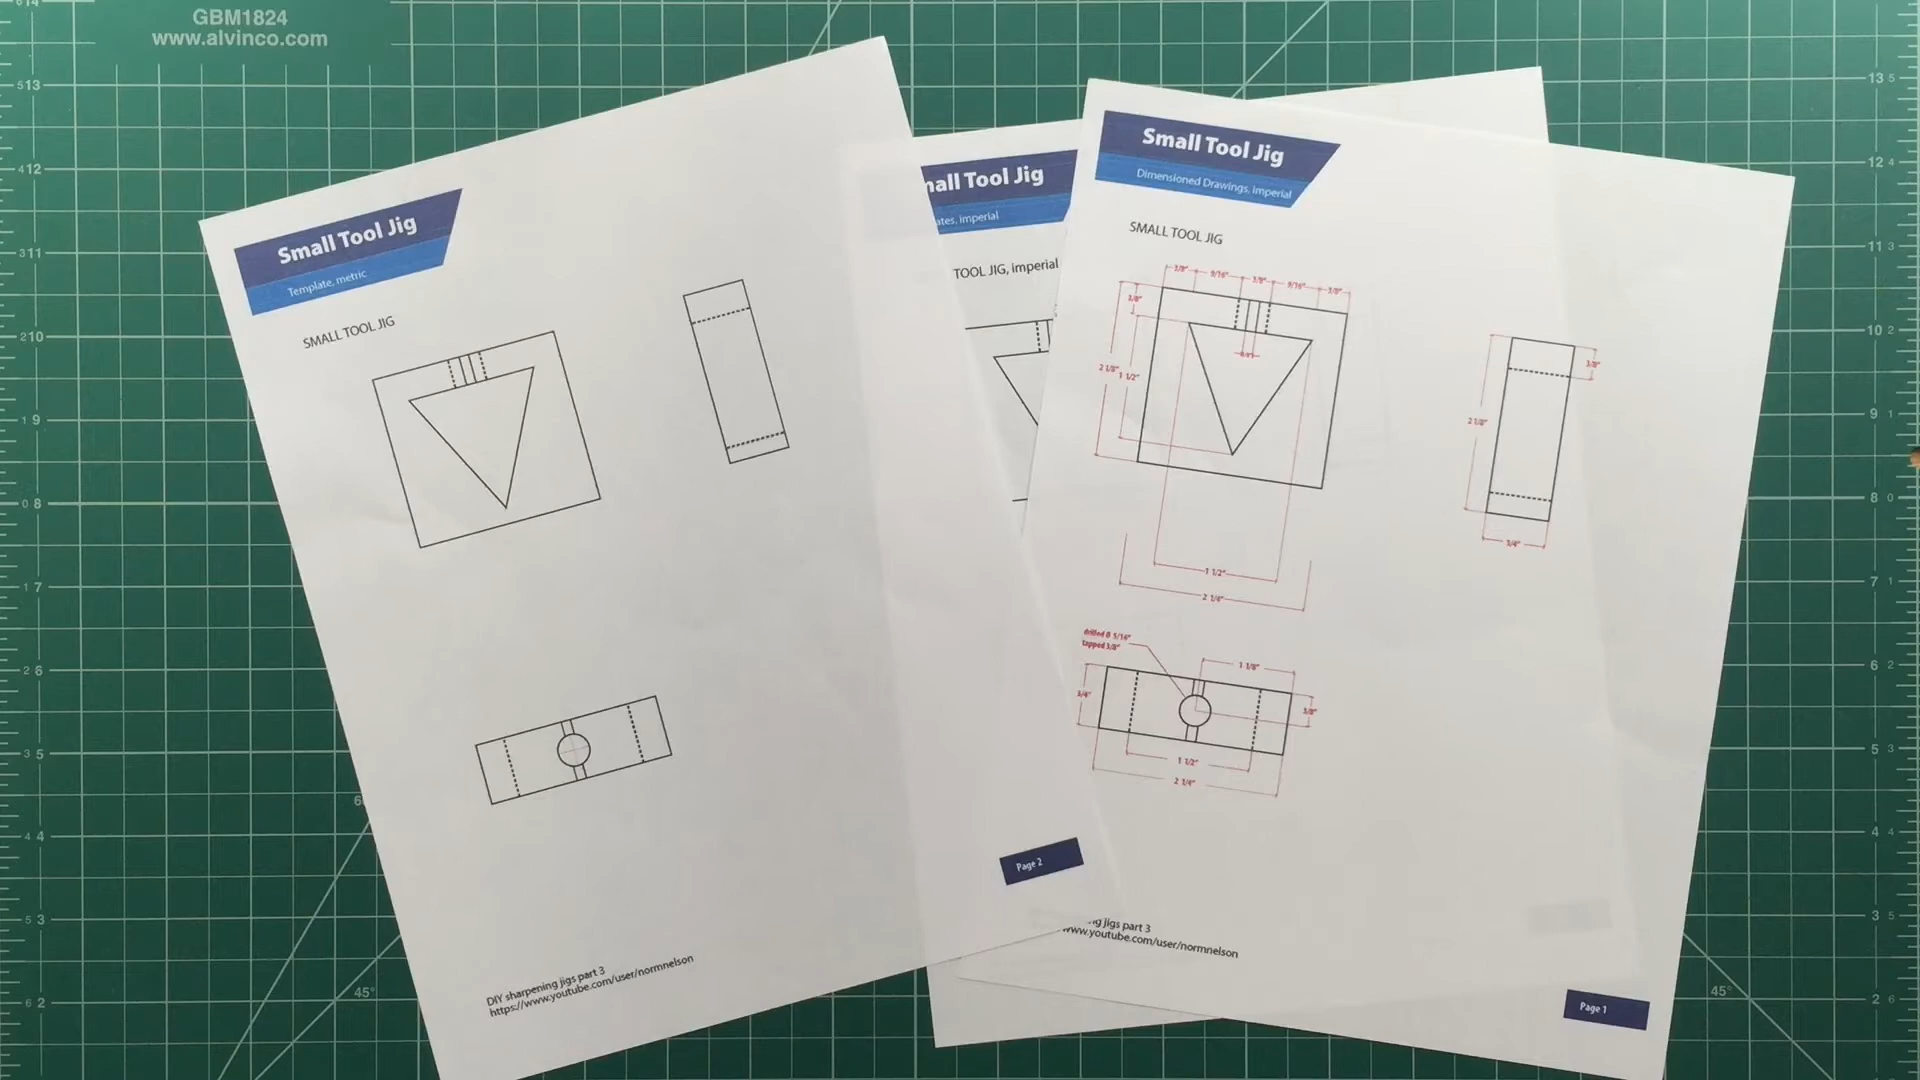 GBM1824
www.alvinco.com
Small Tool Jig
Template, metric
SMALL TOOL JIG
DIY sharpening jigs part 3
https://www.youtube.com/user/normnelson
Page 2
Tool Jig
imperial
TOOL JIG, imperial
Small Tool Jig
Dimensioned Drawings, imperial
SMALL TOOL JIG
3/8" 9/16" 3/8" 9/16" 3/8"
3/8"
2 1/8" 1 1/2"
1 1/2"
2 1/4"
3/8"
2 1/8"
3/4"
drilled Ø 5/16"
tapped 3/8"
1 1/8"
3/4"
3/8"
1 1/2"
2 1/4"
jigs part 3
www.youtube.com/user/normnelson
Page 1
45°
45°